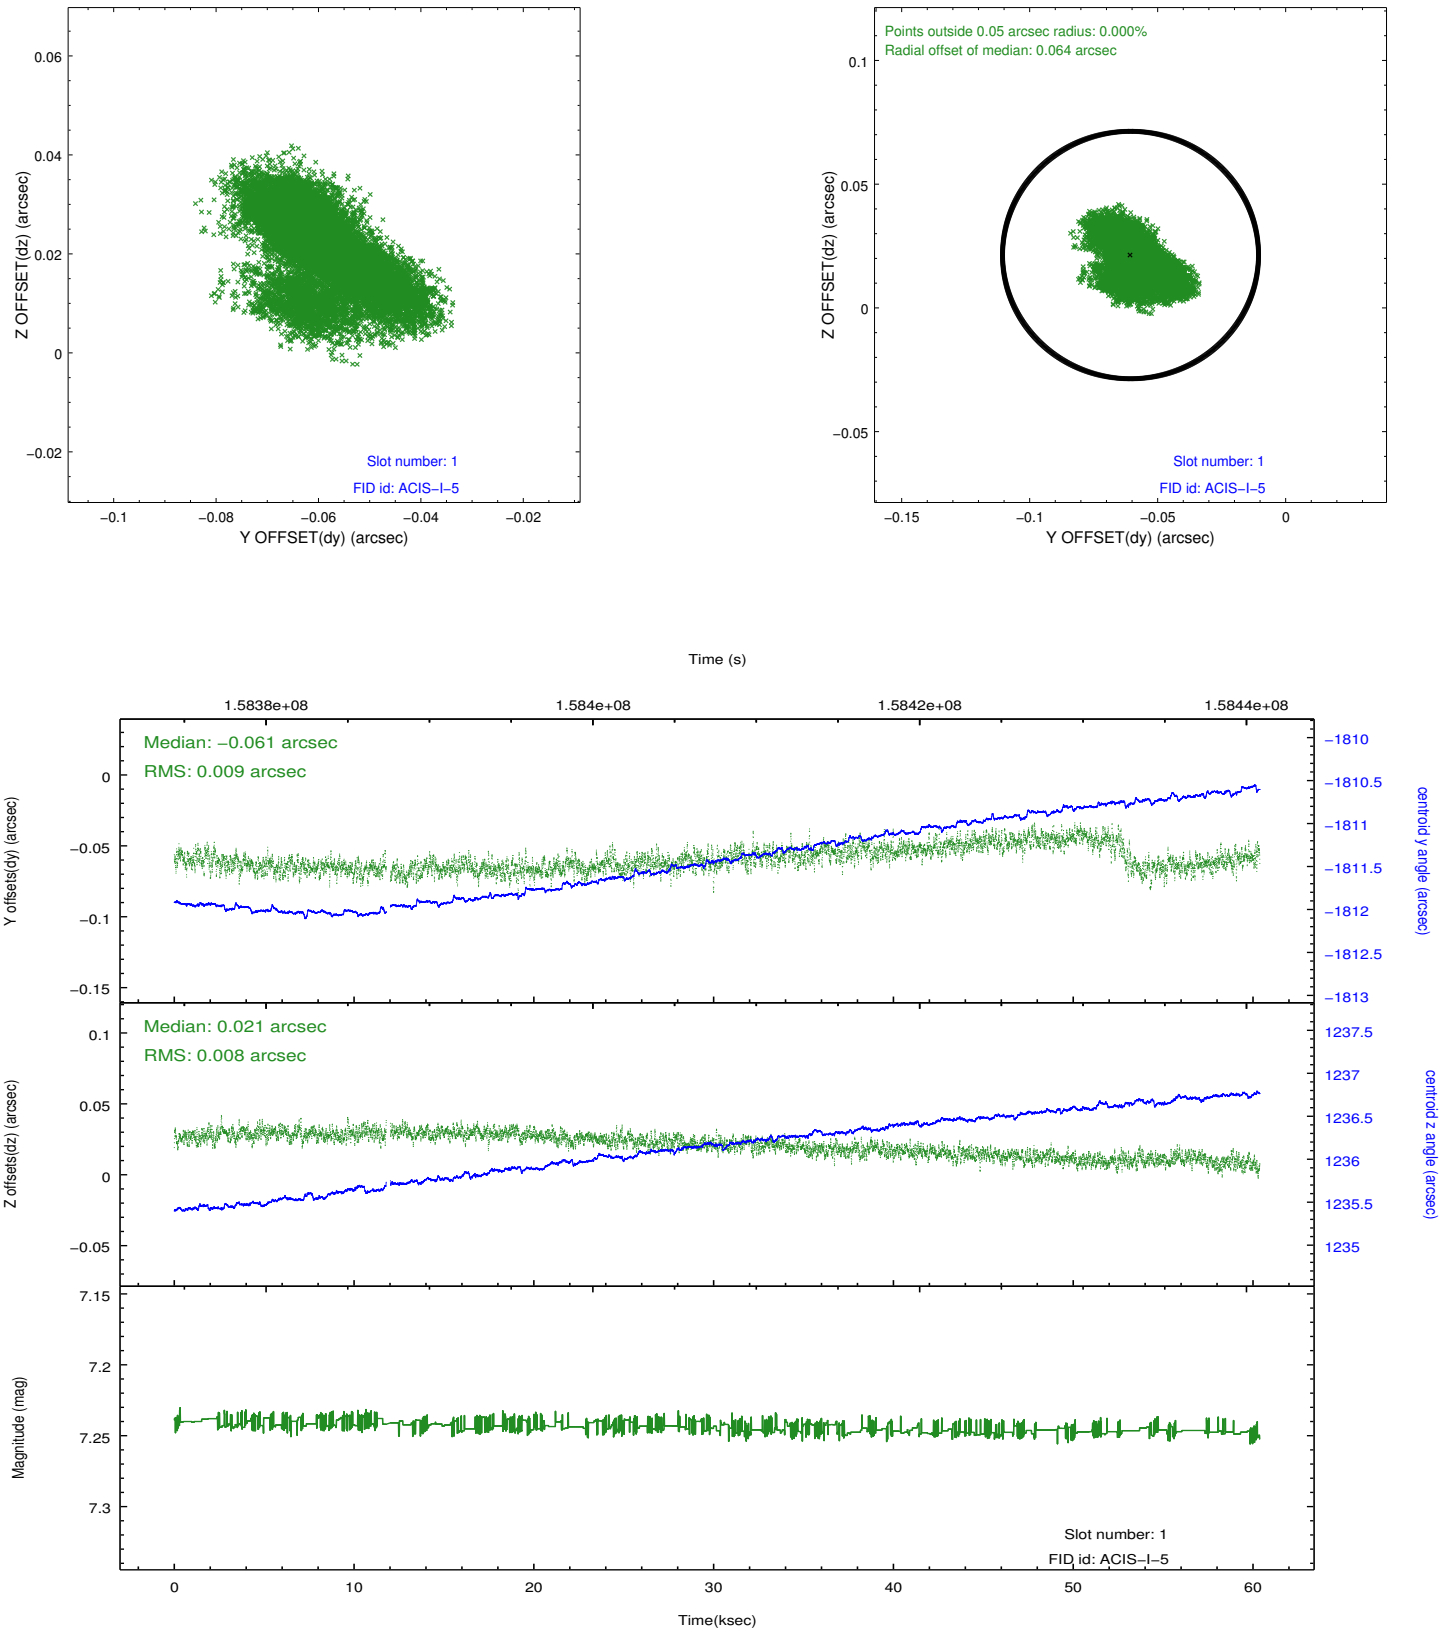 0.06
0.04
0.02
0
−0.02
Z OFFSET(dz) (arcsec)
Slot number: 1
FID id: ACIS−I−5
−0.1
−0.08
−0.06
−0.04
−0.02
Y OFFSET(dy) (arcsec)
Points outside 0.05 arcsec radius: 0.000%
Radial offset of median: 0.064 arcsec
0.1
0.05
0
−0.05
Z OFFSET(dz) (arcsec)
Slot number: 1
FID id: ACIS−I−5
−0.15
−0.1
−0.05
0
Y OFFSET(dy) (arcsec)
Time (s)
1.5838e+08
1.584e+08
1.5842e+08
1.5844e+08
Median: −0.061 arcsec
RMS: 0.009 arcsec
0
−0.05
−0.1
−0.15
Y offsets(dy) (arcsec)
−1810
−1810.5
−1811
−1811.5
−1812
−1812.5
−1813
centroid y angle (arcsec)
Median: 0.021 arcsec
RMS: 0.008 arcsec
0.1
0.05
0
−0.05
Z offsets(dz) (arcsec)
1237.5
1237
1236.5
1236
1235.5
1235
centroid z angle (arcsec)
7.15
7.2
7.25
7.3
Magnitude (mag)
Slot number: 1
FID id: ACIS−I−5
0
10
20
30
40
50
60
Time(ksec)